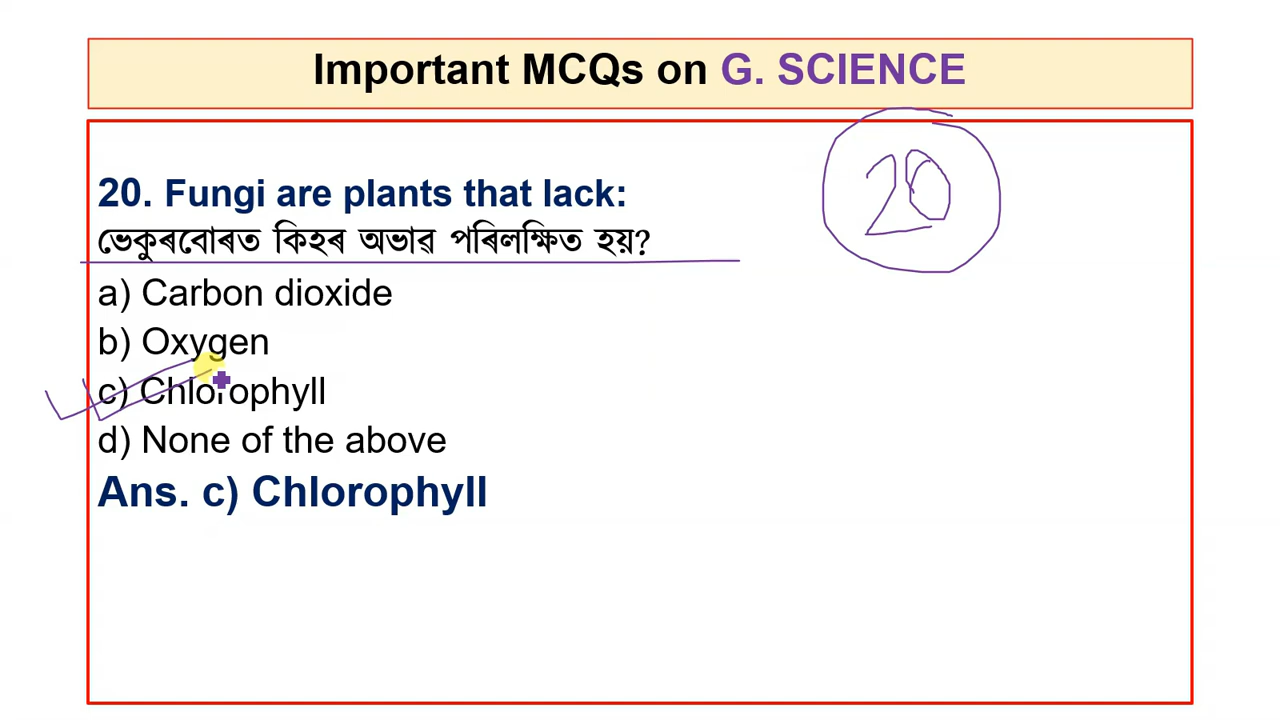 Important MCQs on G. SCIENCE
20
20. Fungi are plants that lack:
ভেকুৰবোৰত কিহৰ অভাৱ পৰিলক্ষিত হয়?
a) Carbon dioxide
b) Oxygen
c) Chlorophyll
d) None of the above
Ans. c) Chlorophyll